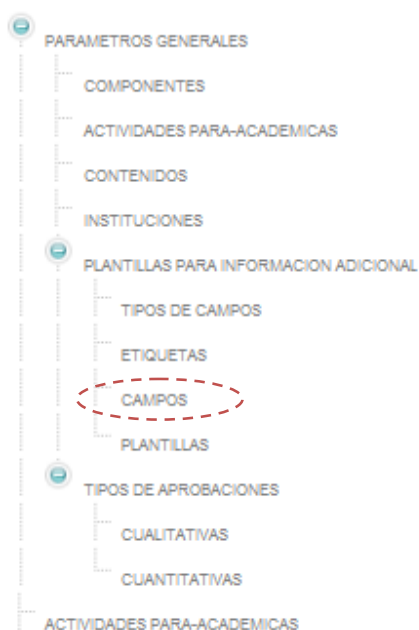 PARAMETROS GENERALES
COMPONENTES
ACTIVIDADES PARA-ACADEMICAS
CONTENIDOS
INSTITUCIONES
PLANTILLAS PARA INFORMACION ADICIONAL
TIPOS DE CAMPOS
ETIQUETAS
CAMPOS
PLANTILLAS
TIPOS DE APROBACIONES
CUALITATIVAS
CUANTITATIVAS
ACTIVIDADES PARA-ACADEMICAS